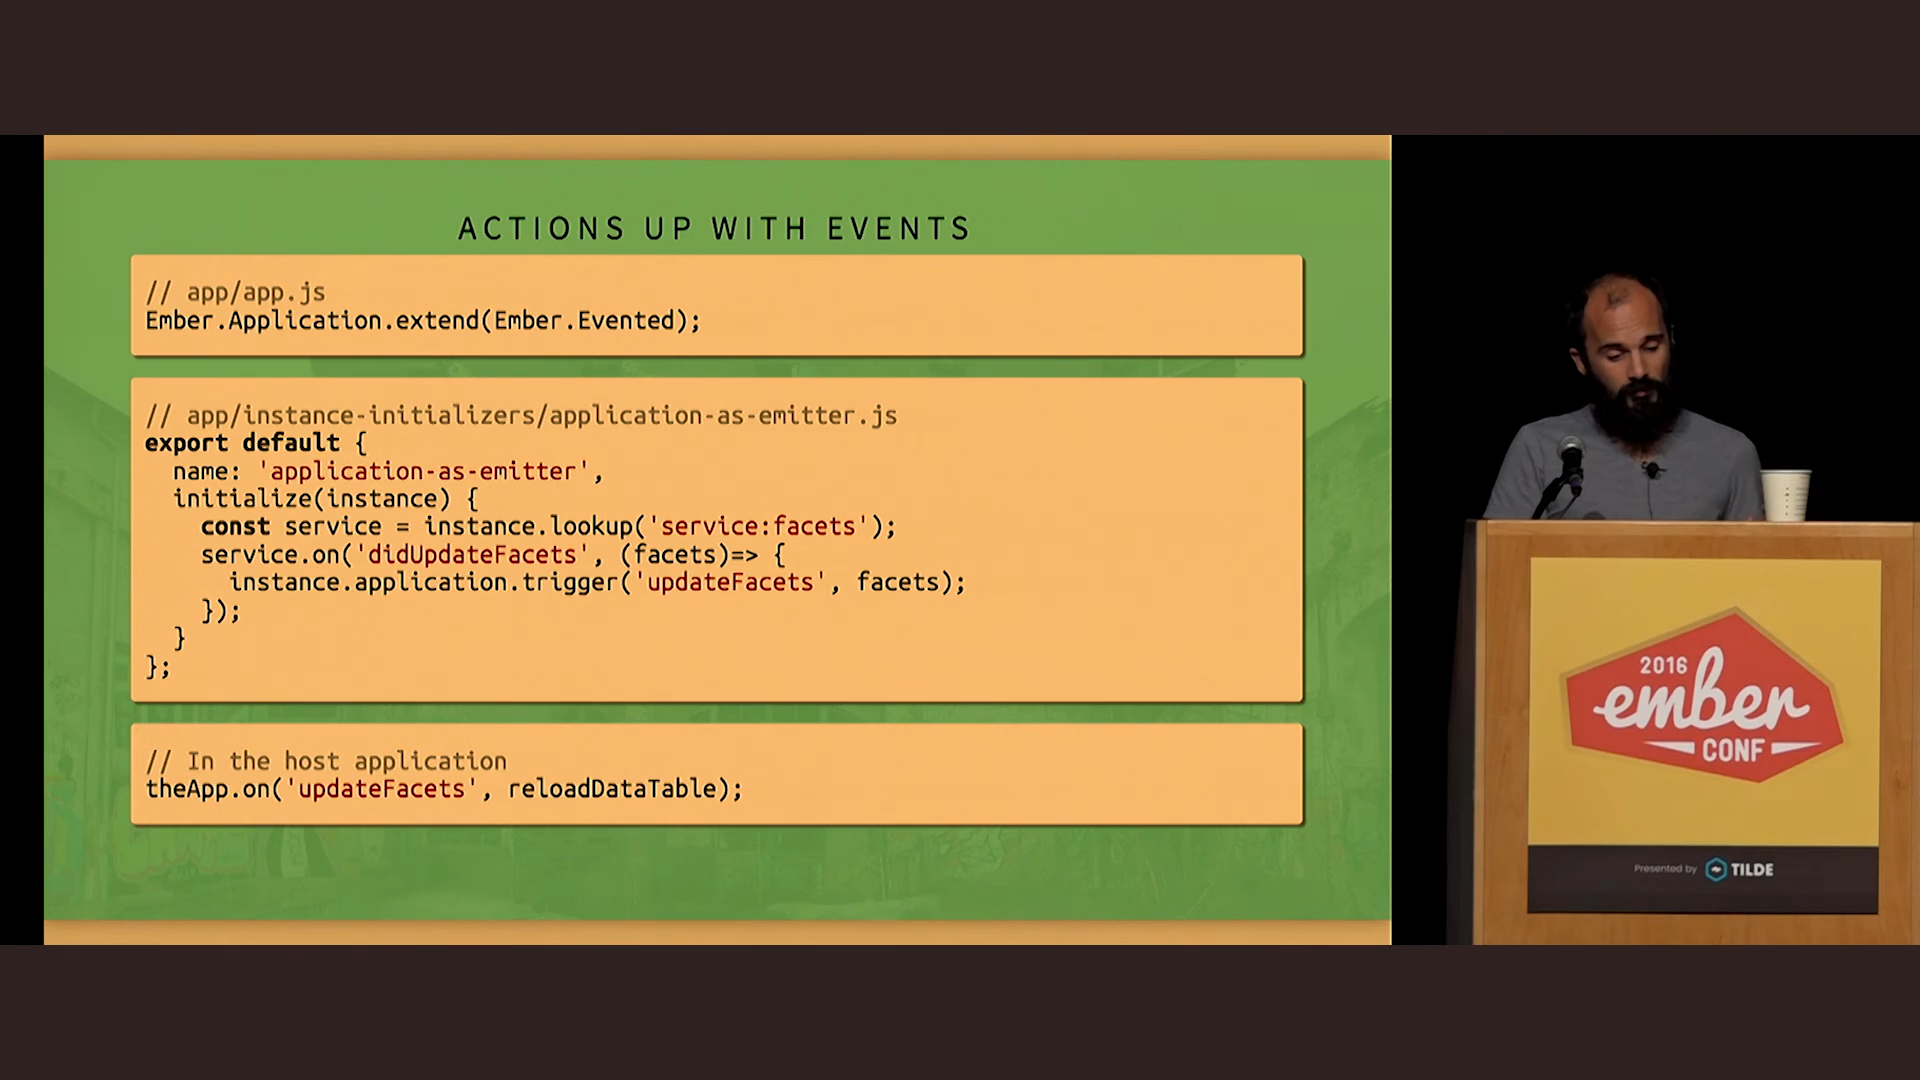 ACTIONS UP WITH EVENTS
// app/app.js
Ember.Application.extend(Ember.Evented);
// app/instance-initializers/application-as-emitter.js
export default {
  name: 'application-as-emitter',
  initialize(instance) {
    const service = instance.lookup('service:facets');
    service.on('didUpdateFacets', (facets)=> {
      instance.application.trigger('updateFacets', facets);
    });
  }
};
// In the host application
theApp.on('updateFacets', reloadDataTable);
2016
ember
CONF
Presented by TILDE